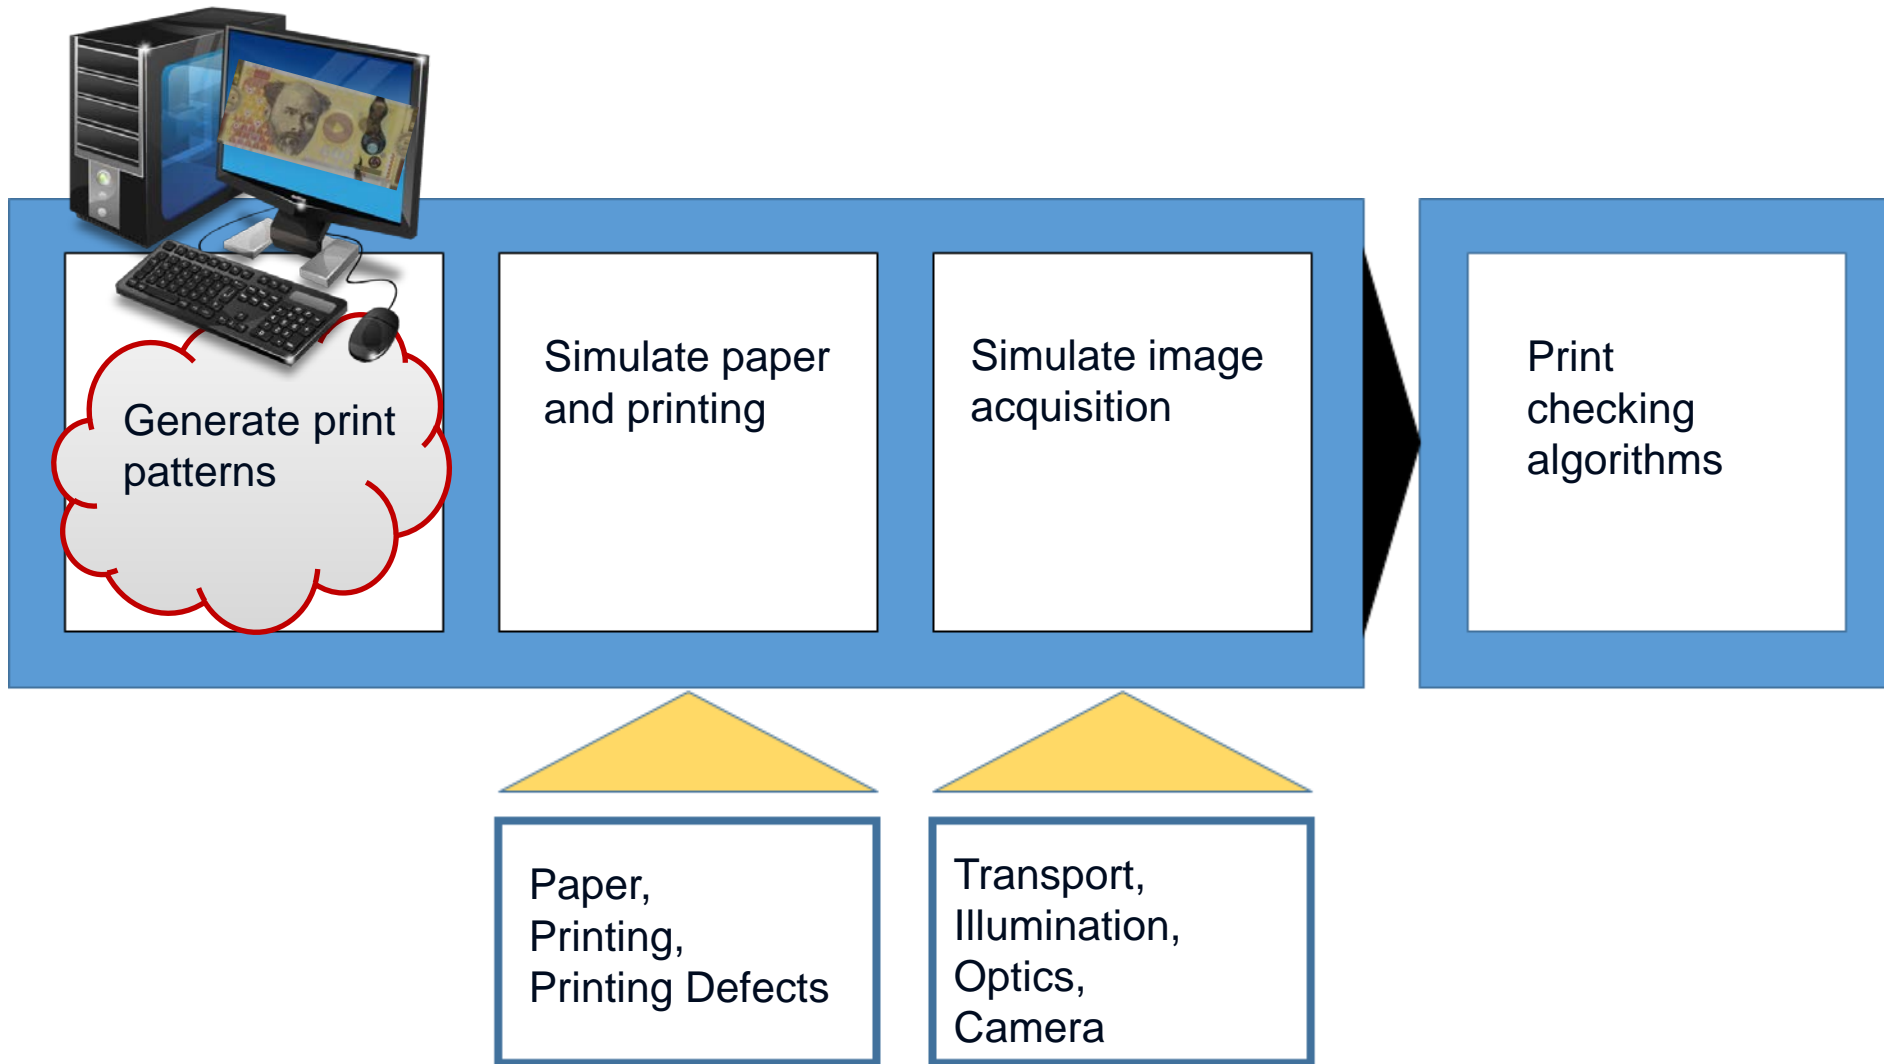 Generate print
patterns
Simulate paper
and printing
Simulate image
acquisition
Print
checking
algorithms
Paper,
Printing,
Printing Defects
Transport,
Illumination,
Optics,
Camera